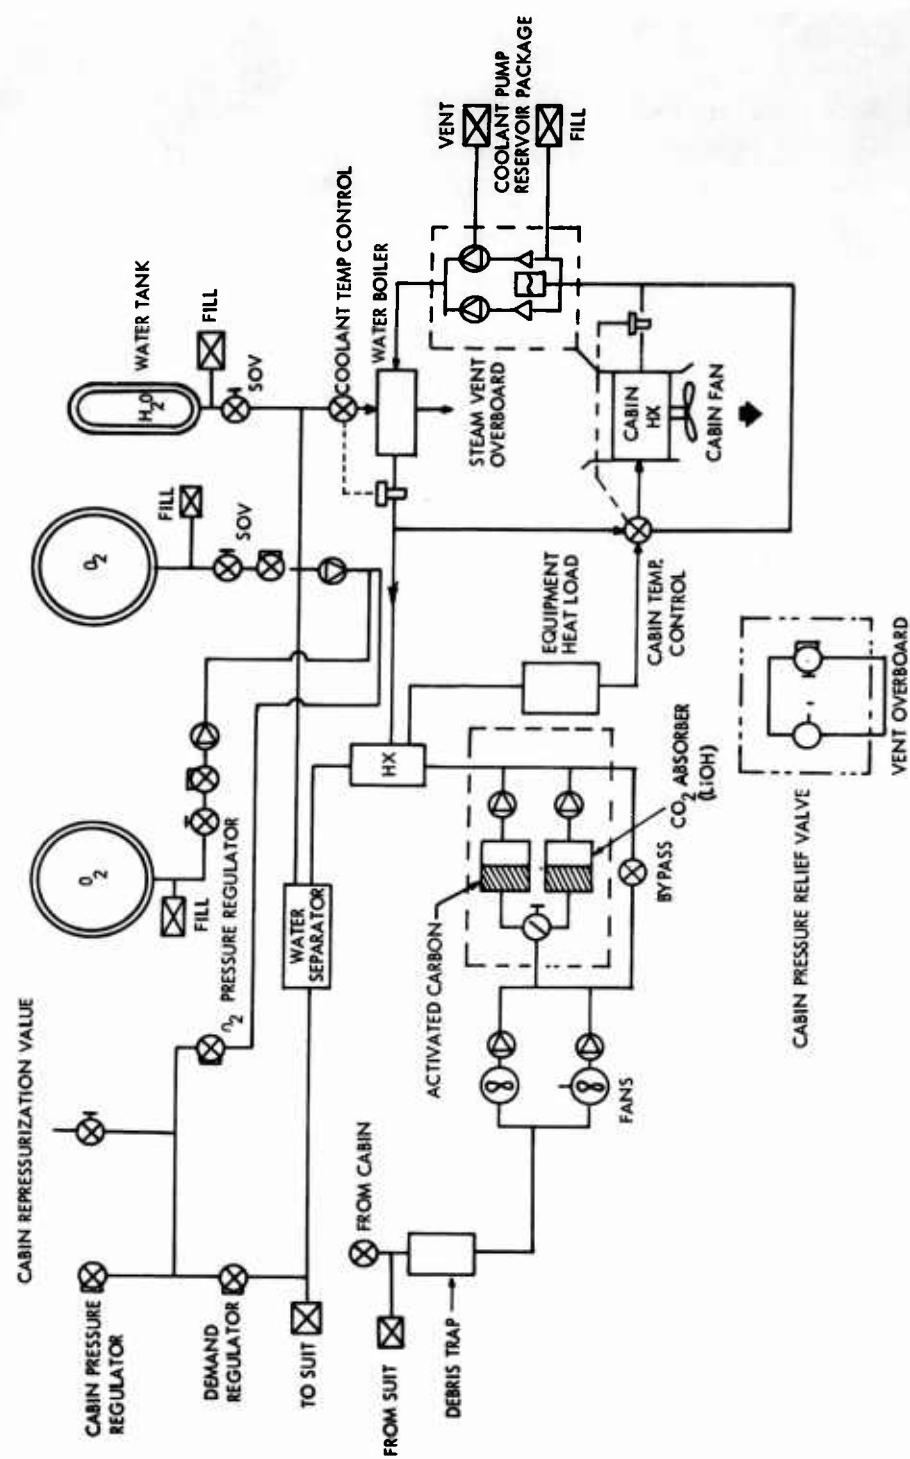 CABIN REPRESSURIZATION VALUE
CABIN PRESSURE
REGULATOR
DEMAND
REGULATOR
TO SUIT
O2
FILL
O2 PRESSURE REGULATOR
WATER
SEPARATOR
O2
FILL
SOV
H2O
WATER TANK
FILL
SOV
COOLANT TEMP CONTROL
WATER BOILER
STEAM VENT
OVERBOARD
VENT
COOLANT PUMP
RESERVOIR PACKAGE
FILL
HX
EQUIPMENT
HEAT LOAD
CABIN TEMP.
CONTROL
CABIN
HX
CABIN FAN
FROM CABIN
FROM SUIT
DEBRIS TRAP
FANS
ACTIVATED CARBON
CO2 ABSORBER
(LiOH)
BYPASS
CABIN PRESSURE RELIEF VALVE
VENT OVERBOARD